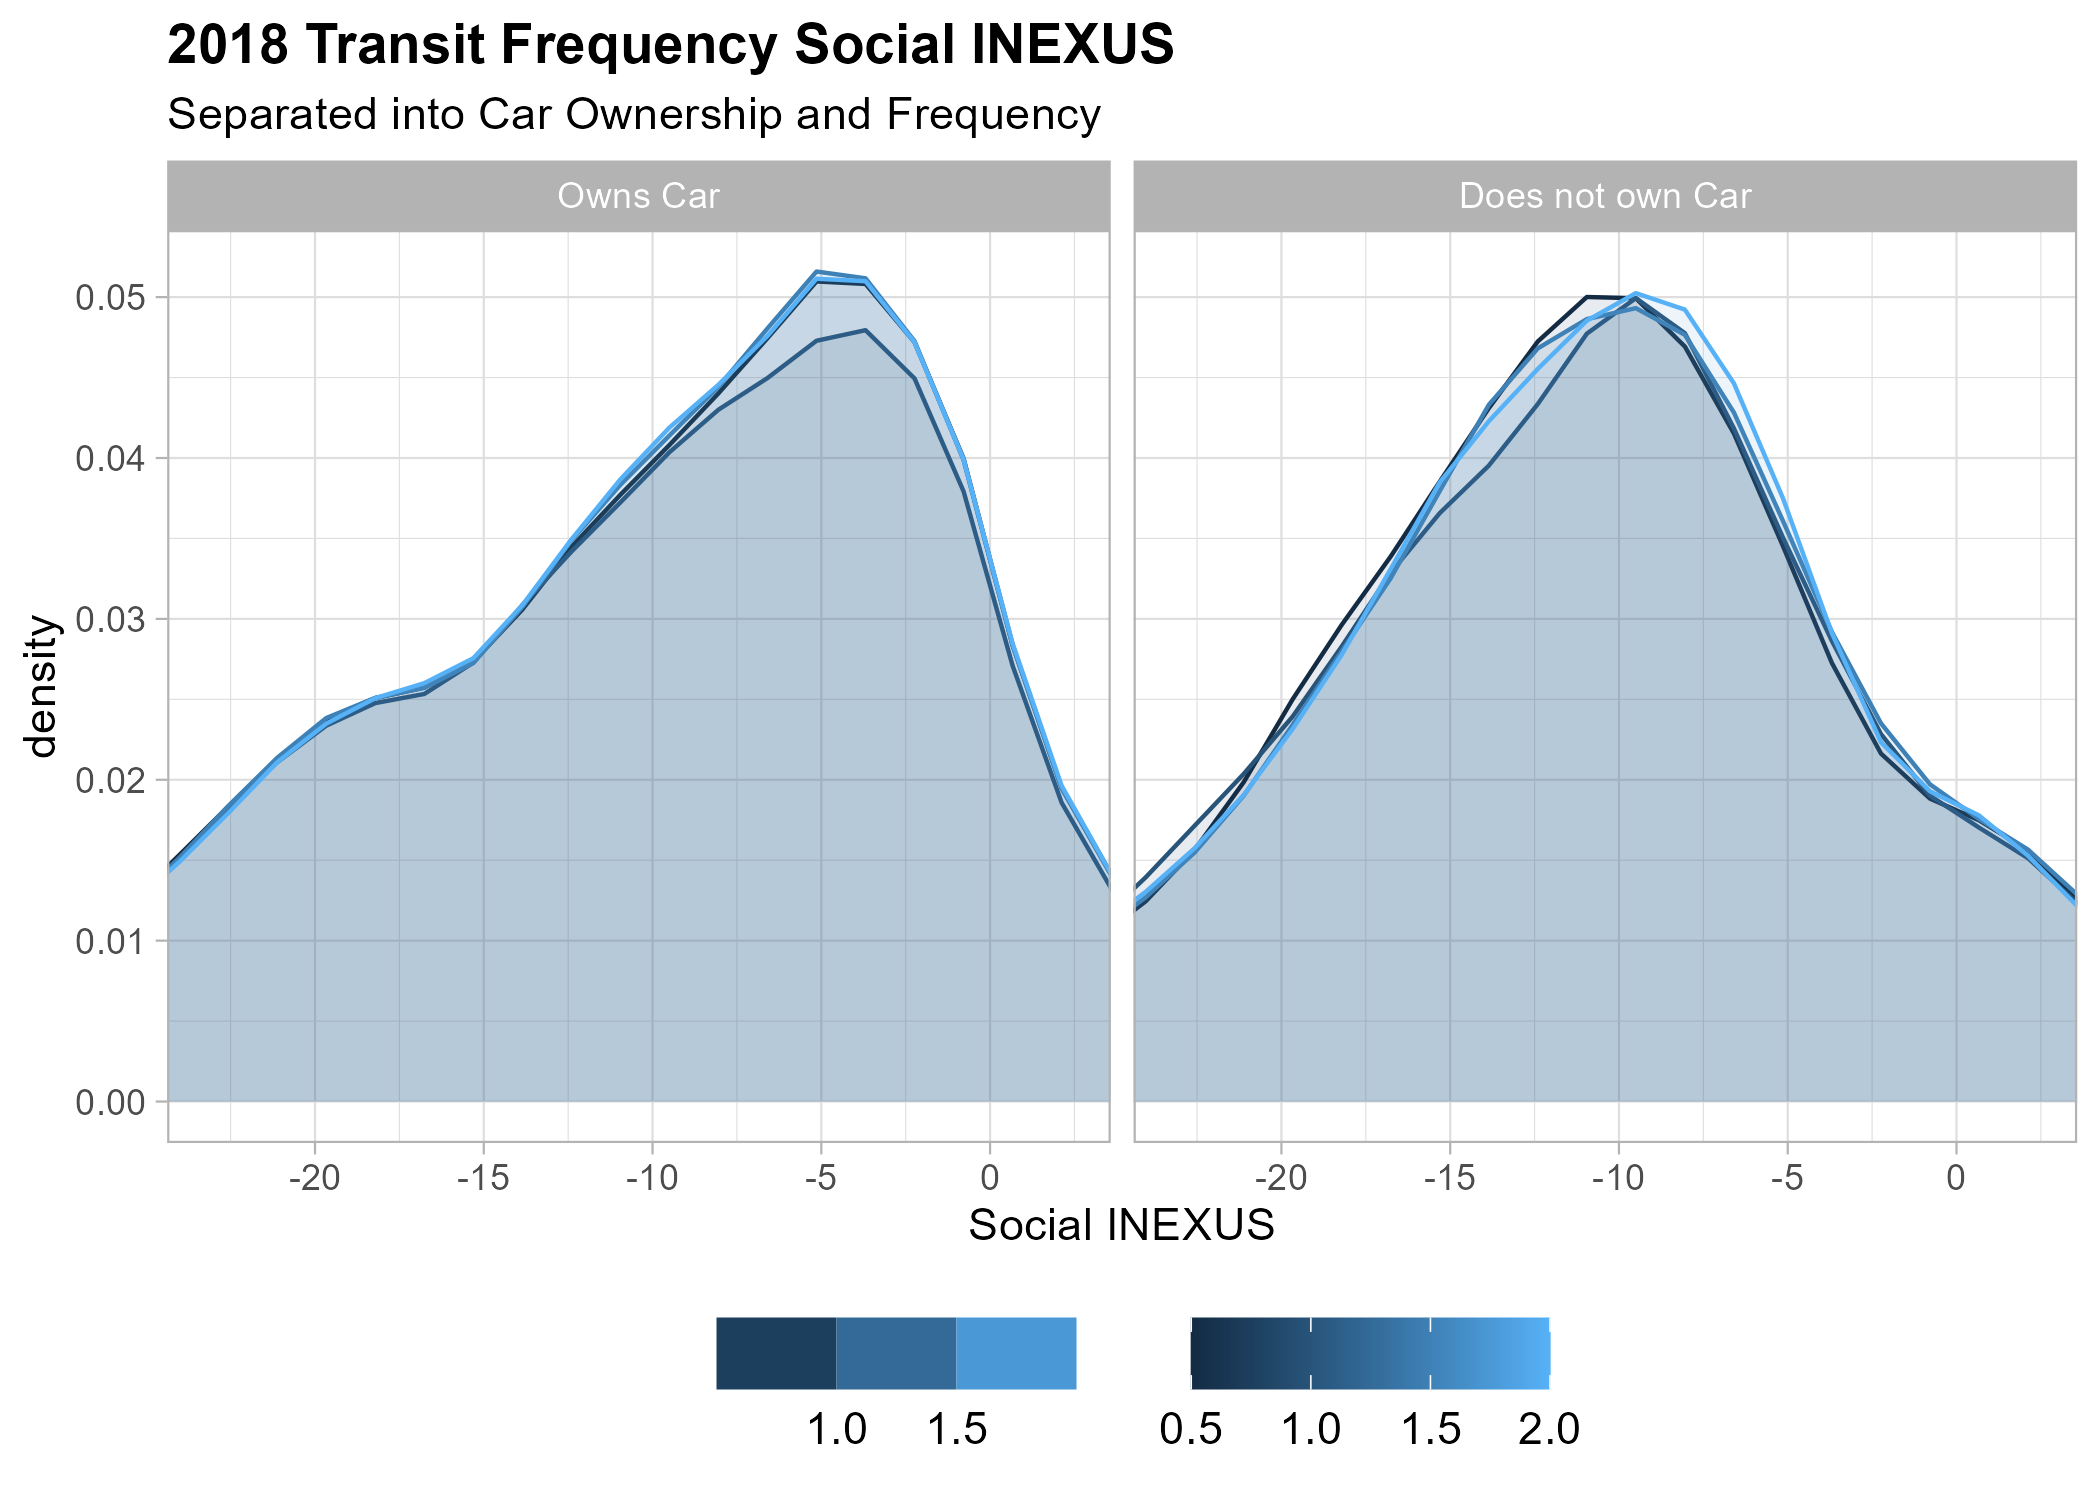 2018 Transit Frequency Social INEXUS
Separated into Car Ownership and Frequency
Owns Car
Does not own Car
density
0.05
0.04
0.03
0.02
0.01
0.00
-20 -15 -10 -5 0
-20 -15 -10 -5 0
Social INEXUS
1.0 1.5
0.5 1.0 1.5 2.0